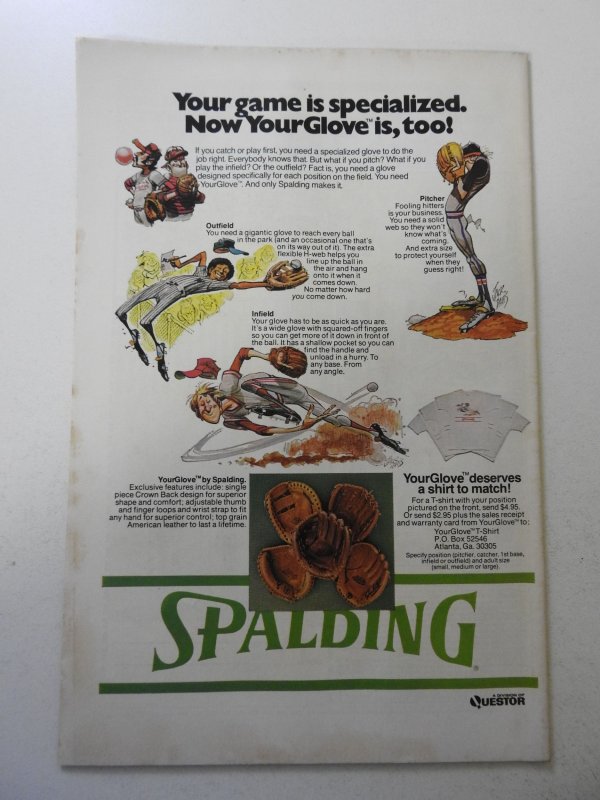 Your game is specialized.
Now YourGlove™ is, too!
If you catch or play first, you need a specialized glove to do the
job right. Everybody knows that. But what if you pitch? What if you
play the infield? Or the outfield? Fact is, you need a glove
designed specifically for each position on the field. You need
YourGlove™. And only Spalding makes it.
Pitcher
Fooling hitters
is your business.
You need a solid
web so they won't
know what's
coming.
And extra size
to protect yourself
when they
guess right!
Outfield
You need a gigantic glove to reach every ball
in the park (and an occasional one that's
on its way out of it). The extra
flexible H-web helps you
line up the ball in
the air and hang
onto it when it
comes down.
No matter how hard
you come down.
Infield
Your glove has to be as quick as you are.
It's a wide glove with squared-off fingers
so you can get more of it down in front of
the ball. It has a shallow pocket so you can
find the handle and
unload in a hurry. To
any base. From
any angle.
YourGlove™ by Spalding.
Exclusive features include: single
piece Crown Back design for superior
shape and comfort; adjustable thumb
and finger loops and wrist strap to fit
any hand for superior control; top grain
American leather to last a lifetime.
YourGlove™ deserves
a shirt to match!
For a T-shirt with your position
pictured on the front, send $4.95.
Or send $2.95 plus the sales receipt
and warranty card from YourGlove™ to:
YourGlove™ T-Shirt
P.O. Box 52546
Atlanta, Ga. 30305
Specify position (pitcher, catcher, 1st base,
infield or outfield) and adult size
(small, medium or large).
SPALDING
A DIVISION OF
QUESTOR